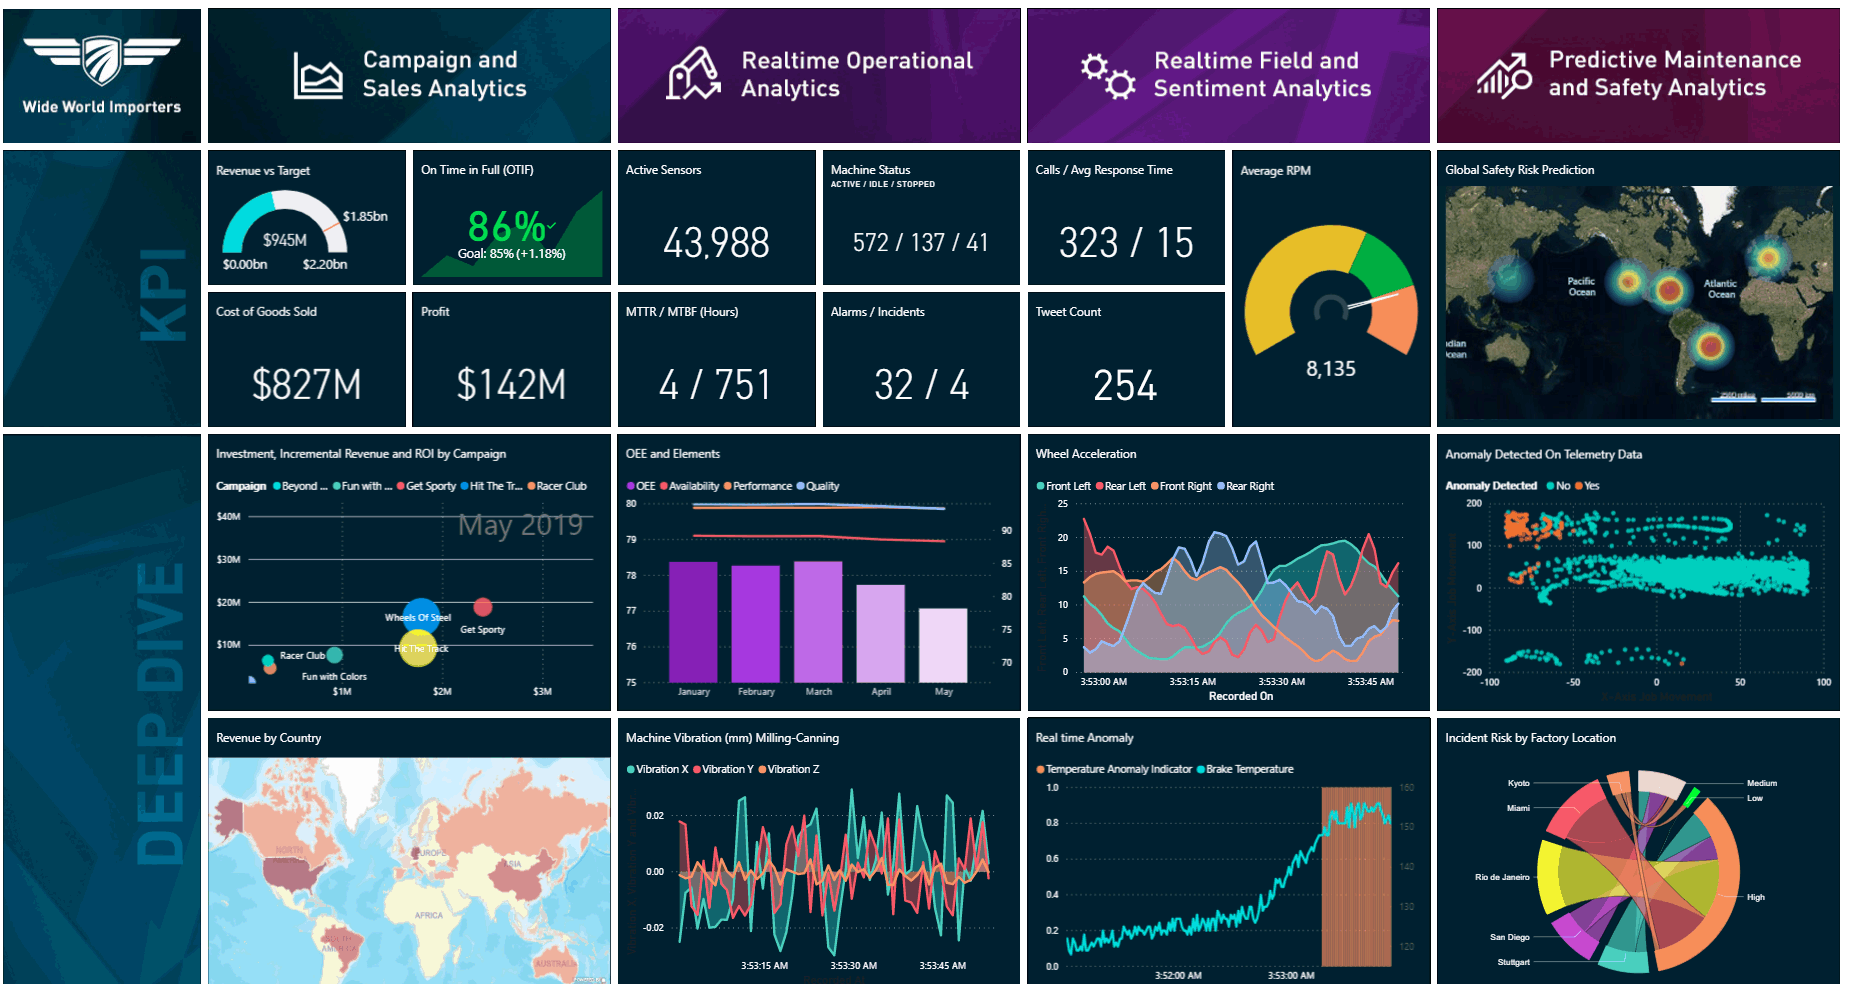 Wide World Importers
Campaign and
Sales Analytics
Realtime Operational
Analytics
Realtime Field and
Sentiment Analytics
Predictive Maintenance
and Safety Analytics
KPI
Revenue vs Target
$1.85bn
$945M
$0.00bn
$2.20bn
On Time in Full (OTIF)
86%
Goal: 85% (+1.18%)
Active Sensors
43,988
Machine Status
ACTIVE / IDLE / STOPPED
572 / 137 / 41
Calls / Avg Response Time
323 / 15
Average RPM
8,135
Global Safety Risk Prediction
Pacific
Ocean
Atlantic
Ocean
dian
cean
2500 miles
5000 km
Cost of Goods Sold
$827M
Profit
$142M
MTTR / MTBF (Hours)
4 / 751
Alarms / Incidents
32 / 4
Tweet Count
254
DEEP DIVE
Investment, Incremental Revenue and ROI by Campaign
Campaign Beyond ... Fun with ... Get Sporty Hit The Tr... Racer Club
May 2019
$40M
$30M
$20M
$10M
Wheels Of Steel
Get Sporty
Hit The Track
Racer Club
Fun with Colors
$1M $2M $3M
OEE and Elements
OEE Availability Performance Quality
80
79
78
77
76
75
90
85
80
75
70
January February March April May
Wheel Acceleration
Front Left Rear Left Front Right Rear Right
25
20
15
10
5
0
3:53:00 AM 3:53:15 AM 3:53:30 AM 3:53:45 AM
Recorded On
Anomaly Detected On Telemetry Data
Anomaly Detected No Yes
200
100
0
-100
-200
-100 -50 0 50 100
Revenue by Country
NORTH
EUROPE
ASIA
AFRICA
SOUTH
AMERICA
AUSTRALI
Machine Vibration (mm) Milling-Canning
Vibration X Vibration Y Vibration Z
0.02
0.00
-0.02
3:53:15 AM 3:53:30 AM 3:53:45 AM
Real time Anomaly
Temperature Anomaly Indicator Brake Temperature
1.0
0.8
0.6
0.4
0.2
0.0
160
150
140
130
120
3:52:00 AM 3:53:00 AM
Incident Risk by Factory Location
Kyoto
Miami
Rio de Janeiro
San Diego
Stuttgart
Medium
Low
High